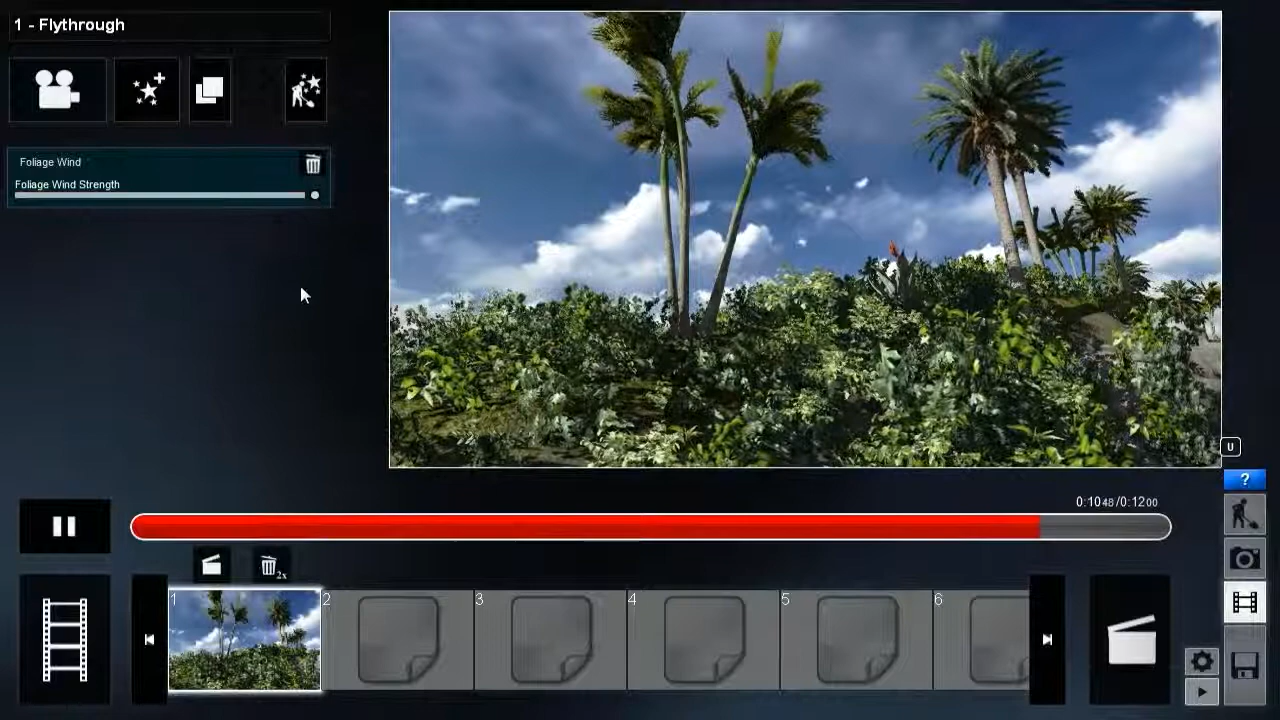 1 - Flythrough
Foliage Wind
Foliage Wind Strength
U
?
0:1048/0:1200
2x
1
2
3
4
5
6